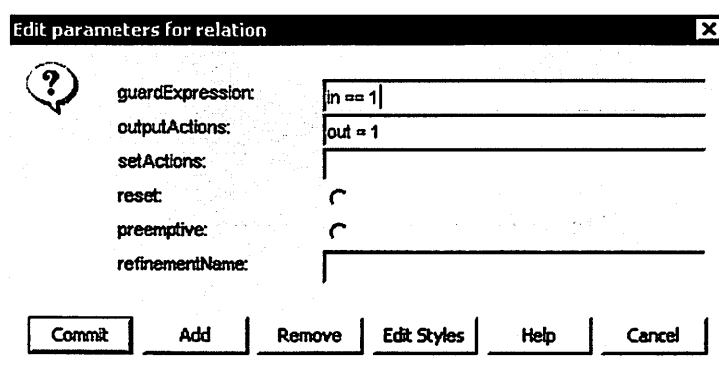 Edit parameters for relation
guardExpression: in == 1
outputActions: out = 1
setActions:
reset:
preemptive:
refinementName:
Commit Add Remove Edit Styles Help Cancel